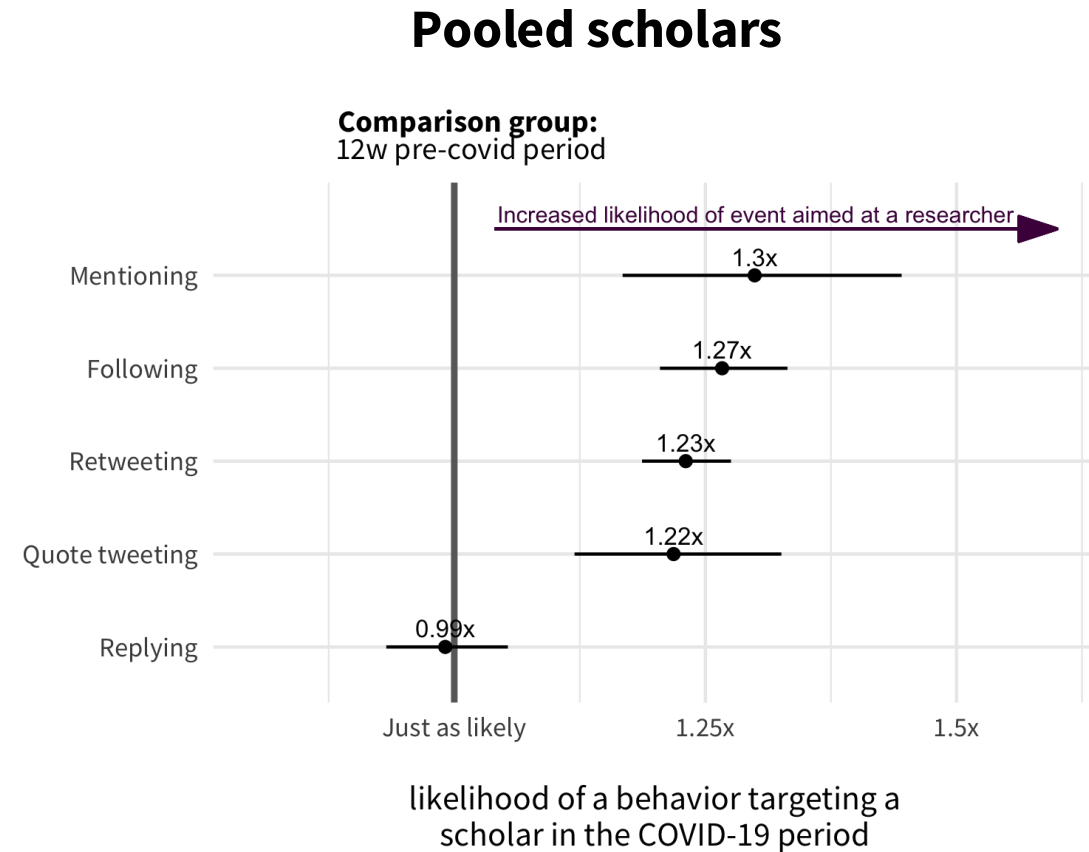 Pooled scholars
Comparison group:
12w pre-covid period
Increased likelihood of event aimed at a researcher
Mentioning
1.3x
Following
1.27x
Retweeting
1.23x
Quote tweeting
1.22x
Replying
0.99x
Just as likely
1.25x
1.5x
likelihood of a behavior targeting a
scholar in the COVID-19 period